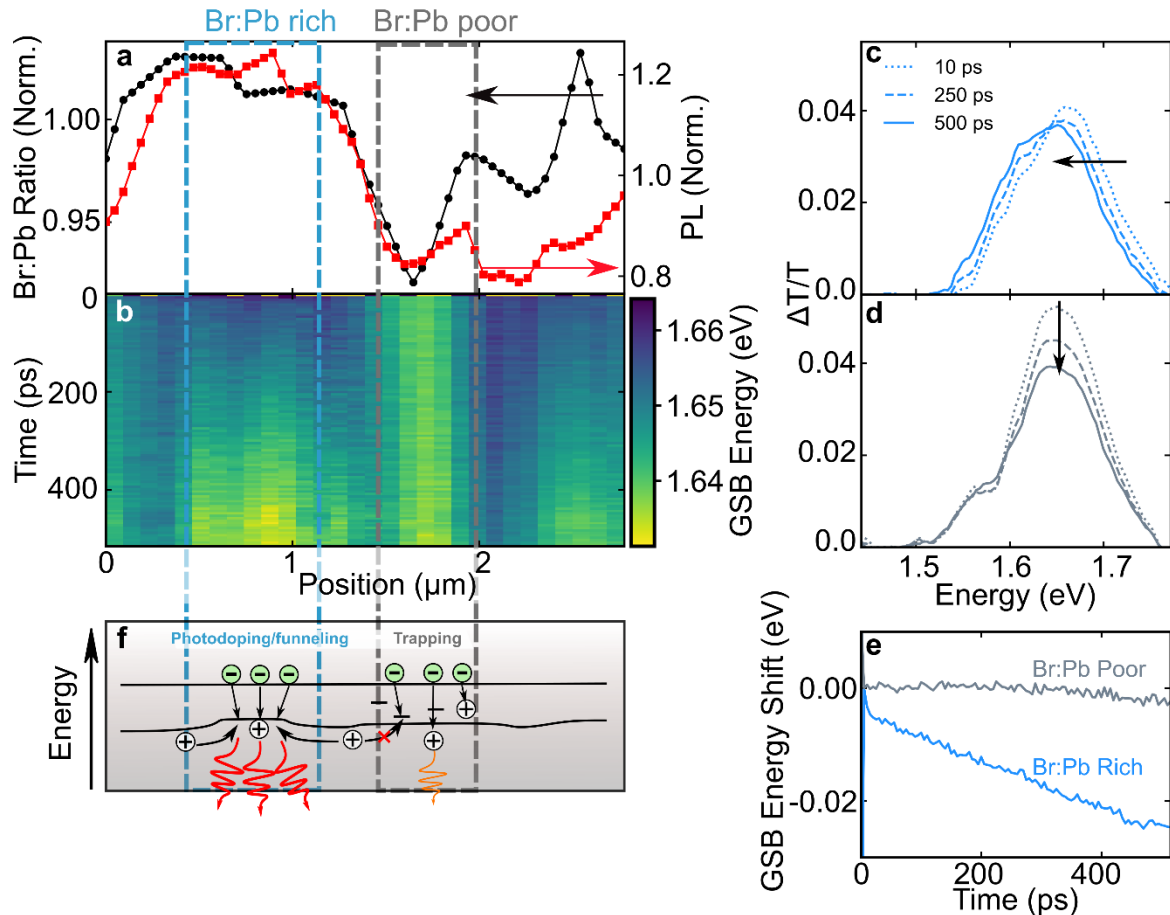 Br:Pb rich
Br:Pb poor
a
Br:Pb Ratio (Norm.)
1.00
0.95
PL (Norm.)
1.2
1.0
0.8
b
Time (ps)
0
200
400
0
1
2
Position (µm)
GSB Energy (eV)
1.66
1.65
1.64
c
10 ps
250 ps
500 ps
0.04
0.02
0.0
ΔT/T
d
0.04
0.02
0.0
1.5
1.6
1.7
Energy (eV)
f
Energy
Photodoping/funneling
Trapping
e
GSB Energy Shift (eV)
0.00
-0.02
Br:Pb Poor
Br:Pb Rich
0
200
400
Time (ps)